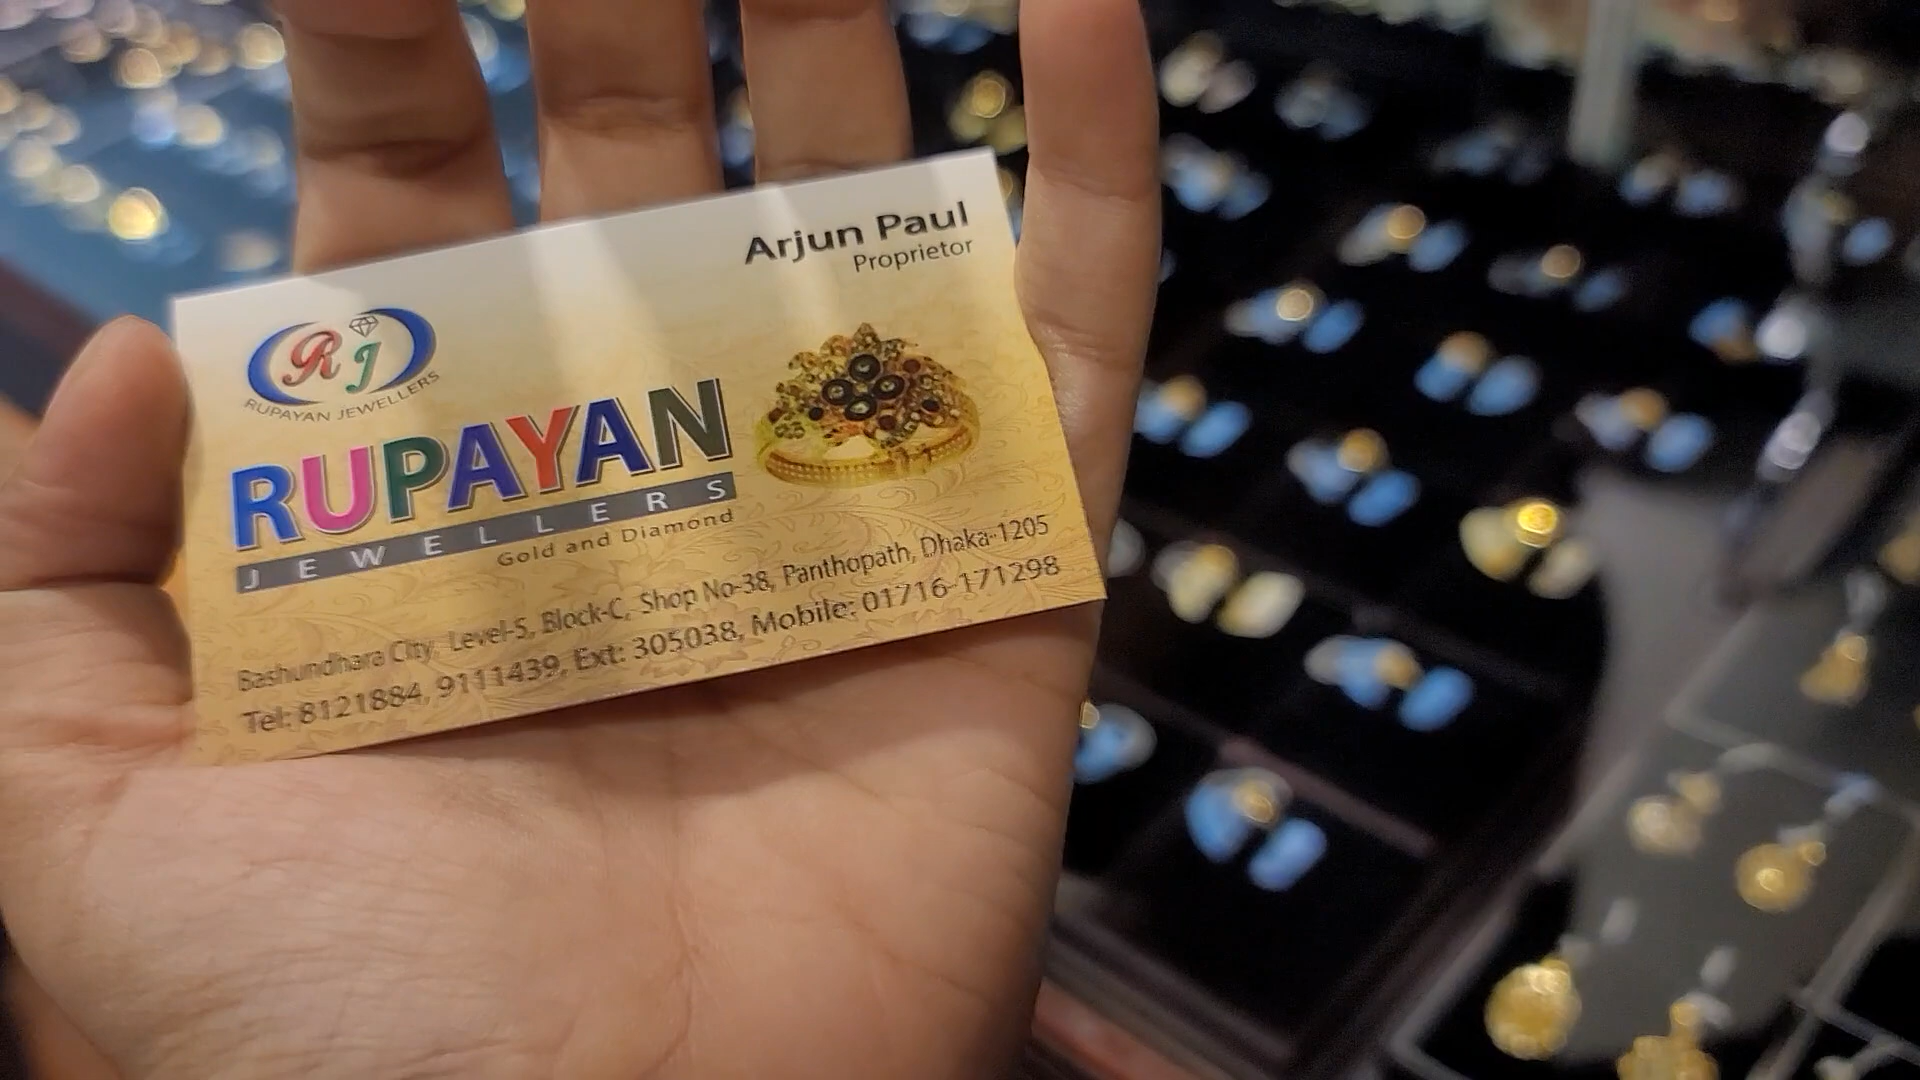 Arjun Paul
Proprietor
RJ
RUPAYAN JEWELLERS
RUPAYAN
JEWELLERS
Gold and Diamond
Bashundhara City, Level-5, Block-C, Shop No-38, Panthopath, Dhaka-1205
Tel: 8121884, 9111439, Ext: 305038, Mobile: 01716-171298